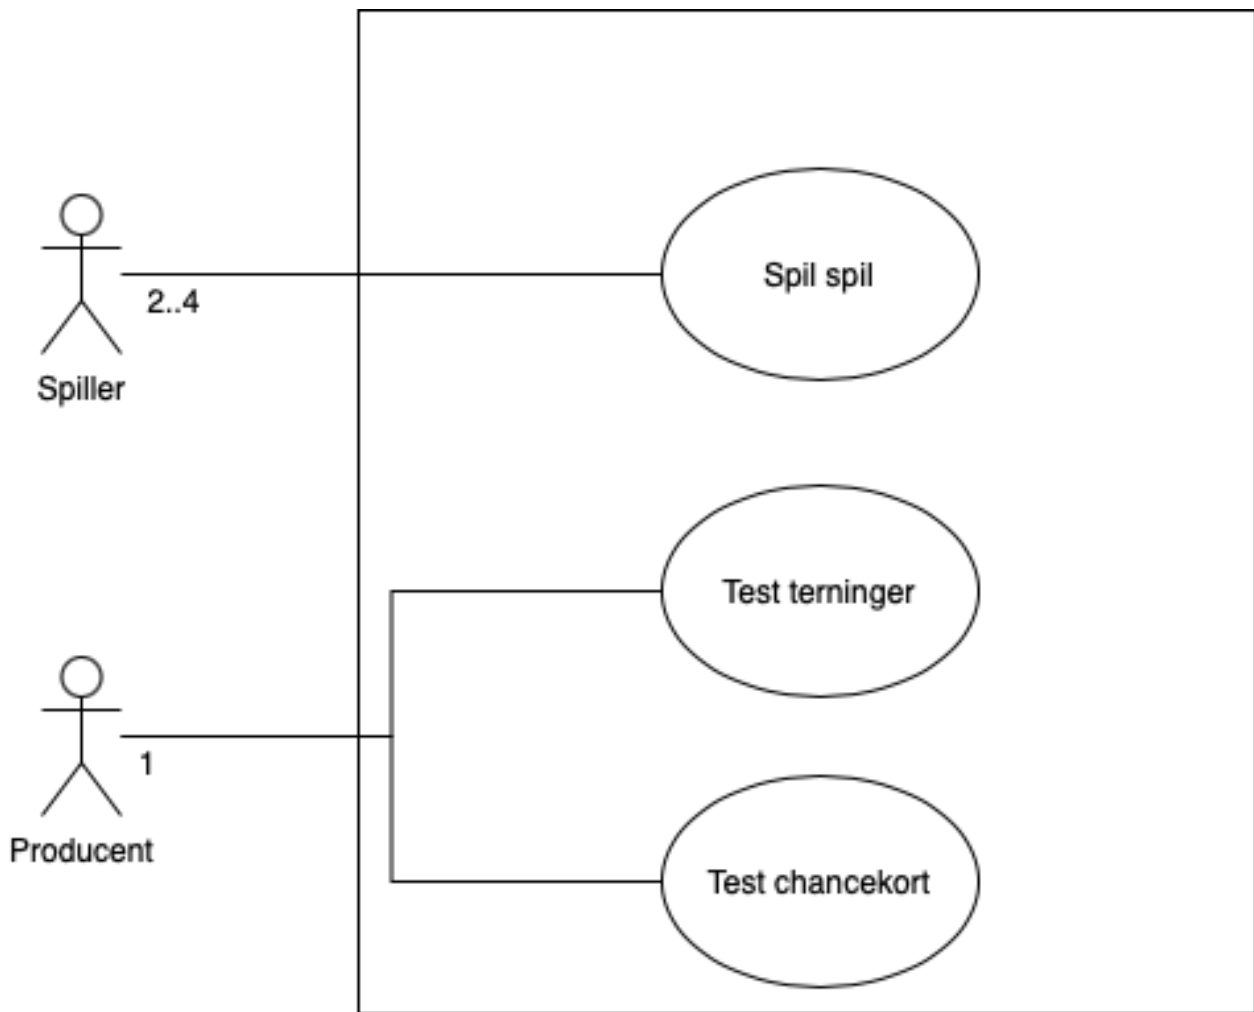 Spil spil
2..4
Spiller
Test terninger
1
Producent
Test chancekort